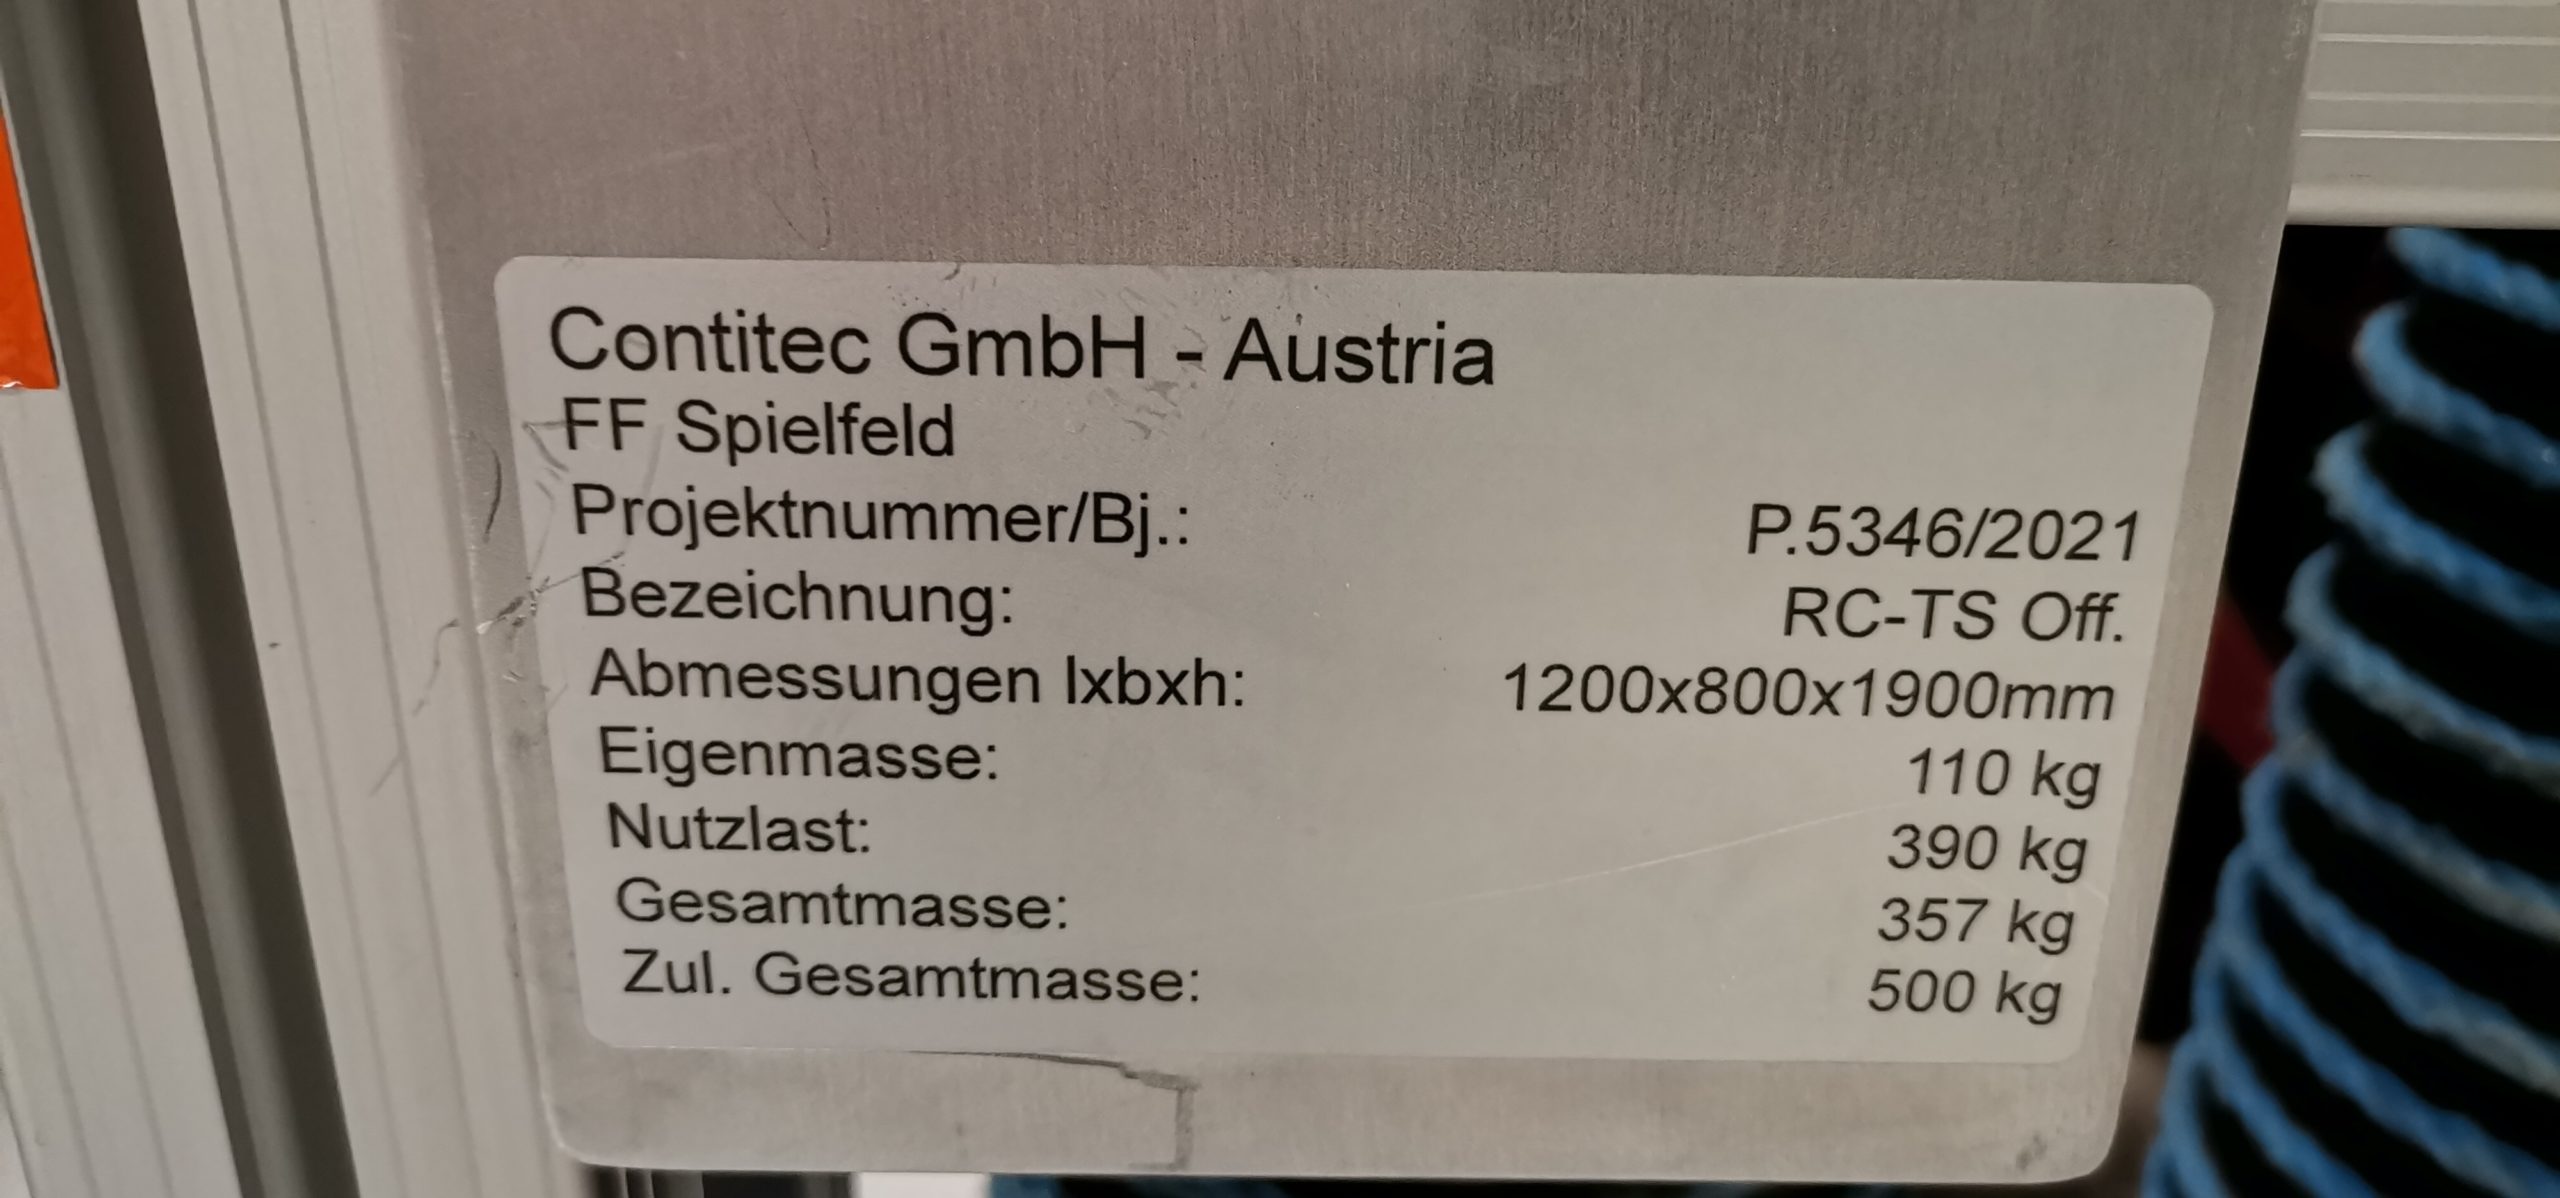 Contitec GmbH - Austria
FF Spielfeld
Projektnummer/Bj.: P.5346/2021
Bezeichnung: RC-TS Off.
Abmessungen lxbxh: 1200x800x1900mm
Eigenmasse: 110 kg
Nutzlast: 390 kg
Gesamtmasse: 357 kg
Zul. Gesamtmasse: 500 kg